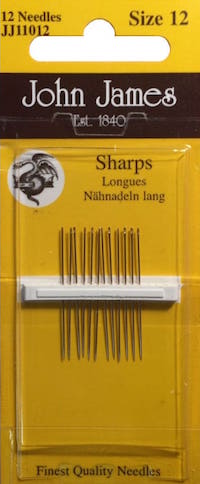 12 Needles
JJ11012
Size 12
John James
Est. 1840
Sharps
Longues
Nähnadeln lang
Finest Quality Needles